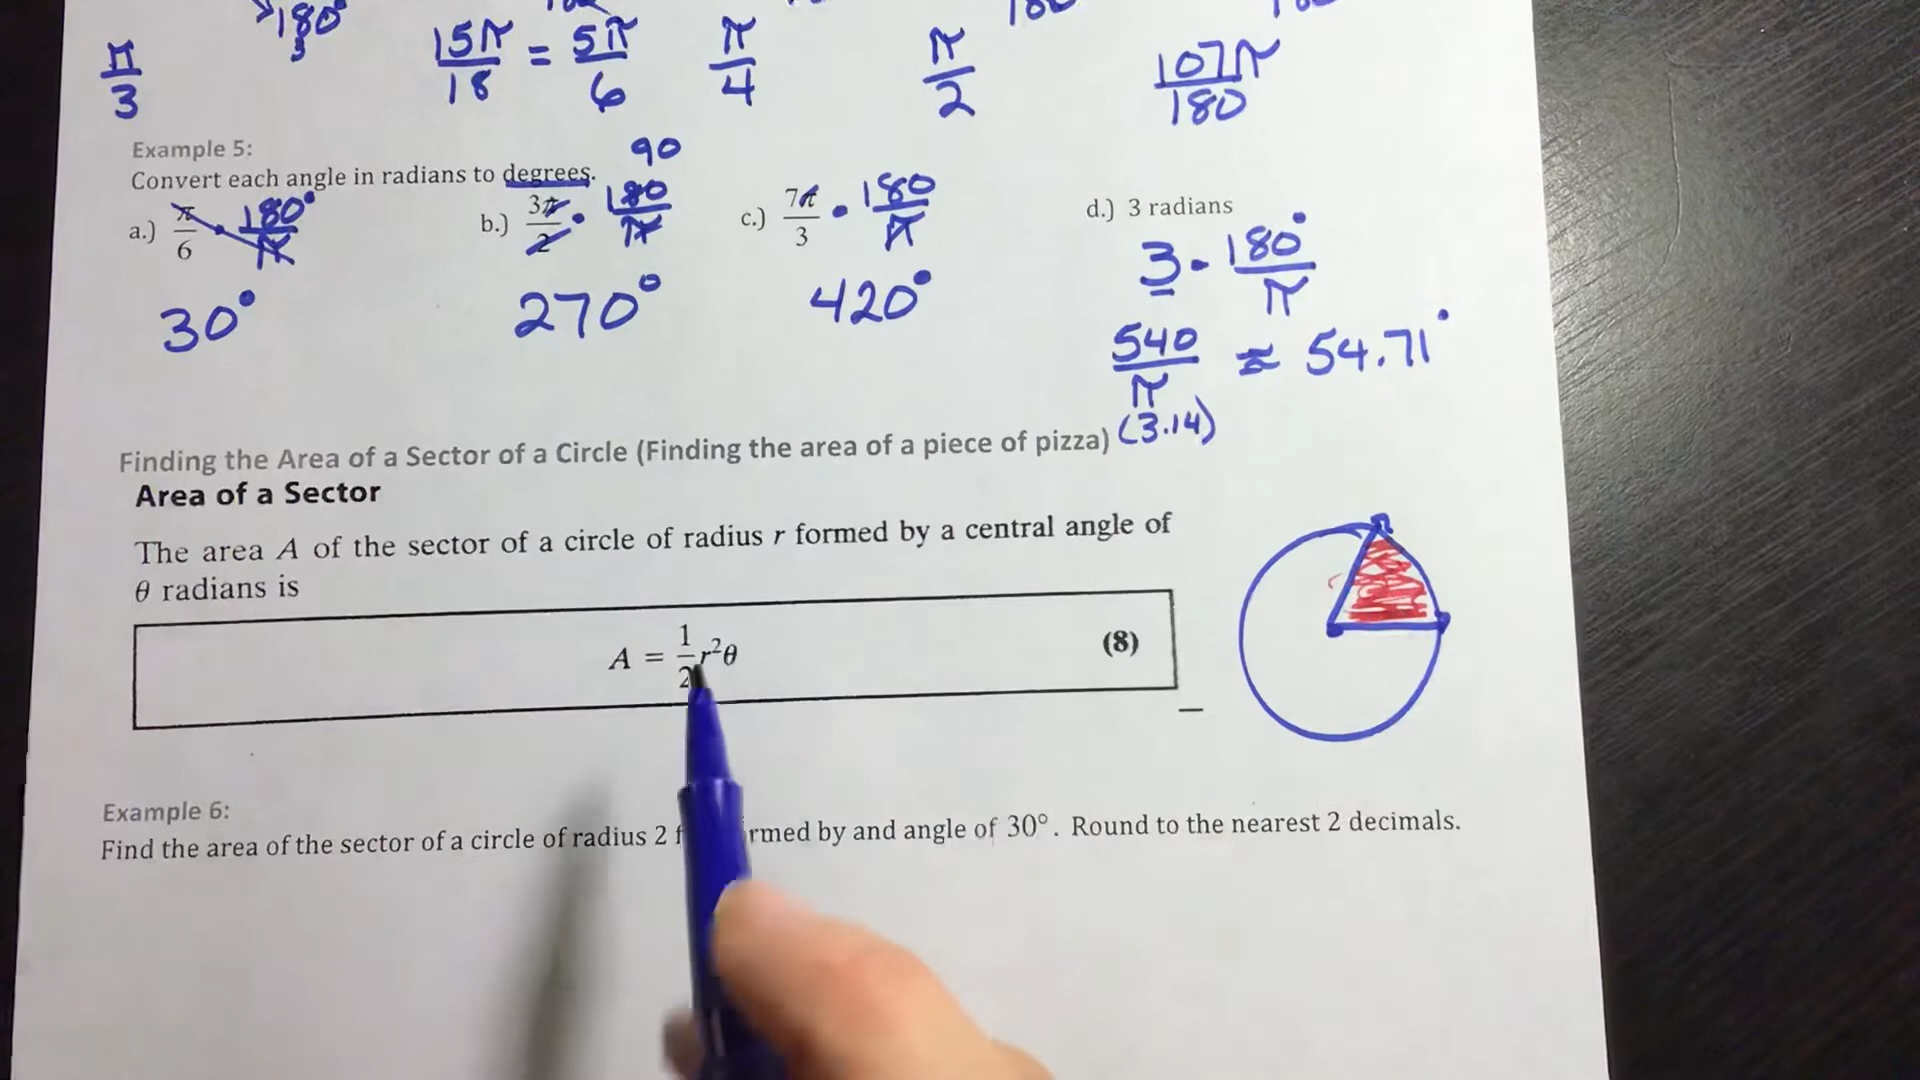 180°
3
π/3
15π/18 = 5π/6
π/4
π/2
107π/180
Example 5:
Convert each angle in radians to degrees.
90
a.) π/6 • 180°/π
b.) 3π/2 • 180/π
c.) 7π/3 • 180/π
d.) 3 radians
3 • 180°/π
30°
270°
420°
540/π ≈ 54.71°
(3.14)
Finding the Area of a Sector of a Circle (Finding the area of a piece of pizza)
Area of a Sector
The area A of the sector of a circle of radius r formed by a central angle of
θ radians is
A = 1/2 r²θ (8)
Example 6:
Find the area of the sector of a circle of radius 2 by and angle of 30°. Round to the nearest 2 decimals.